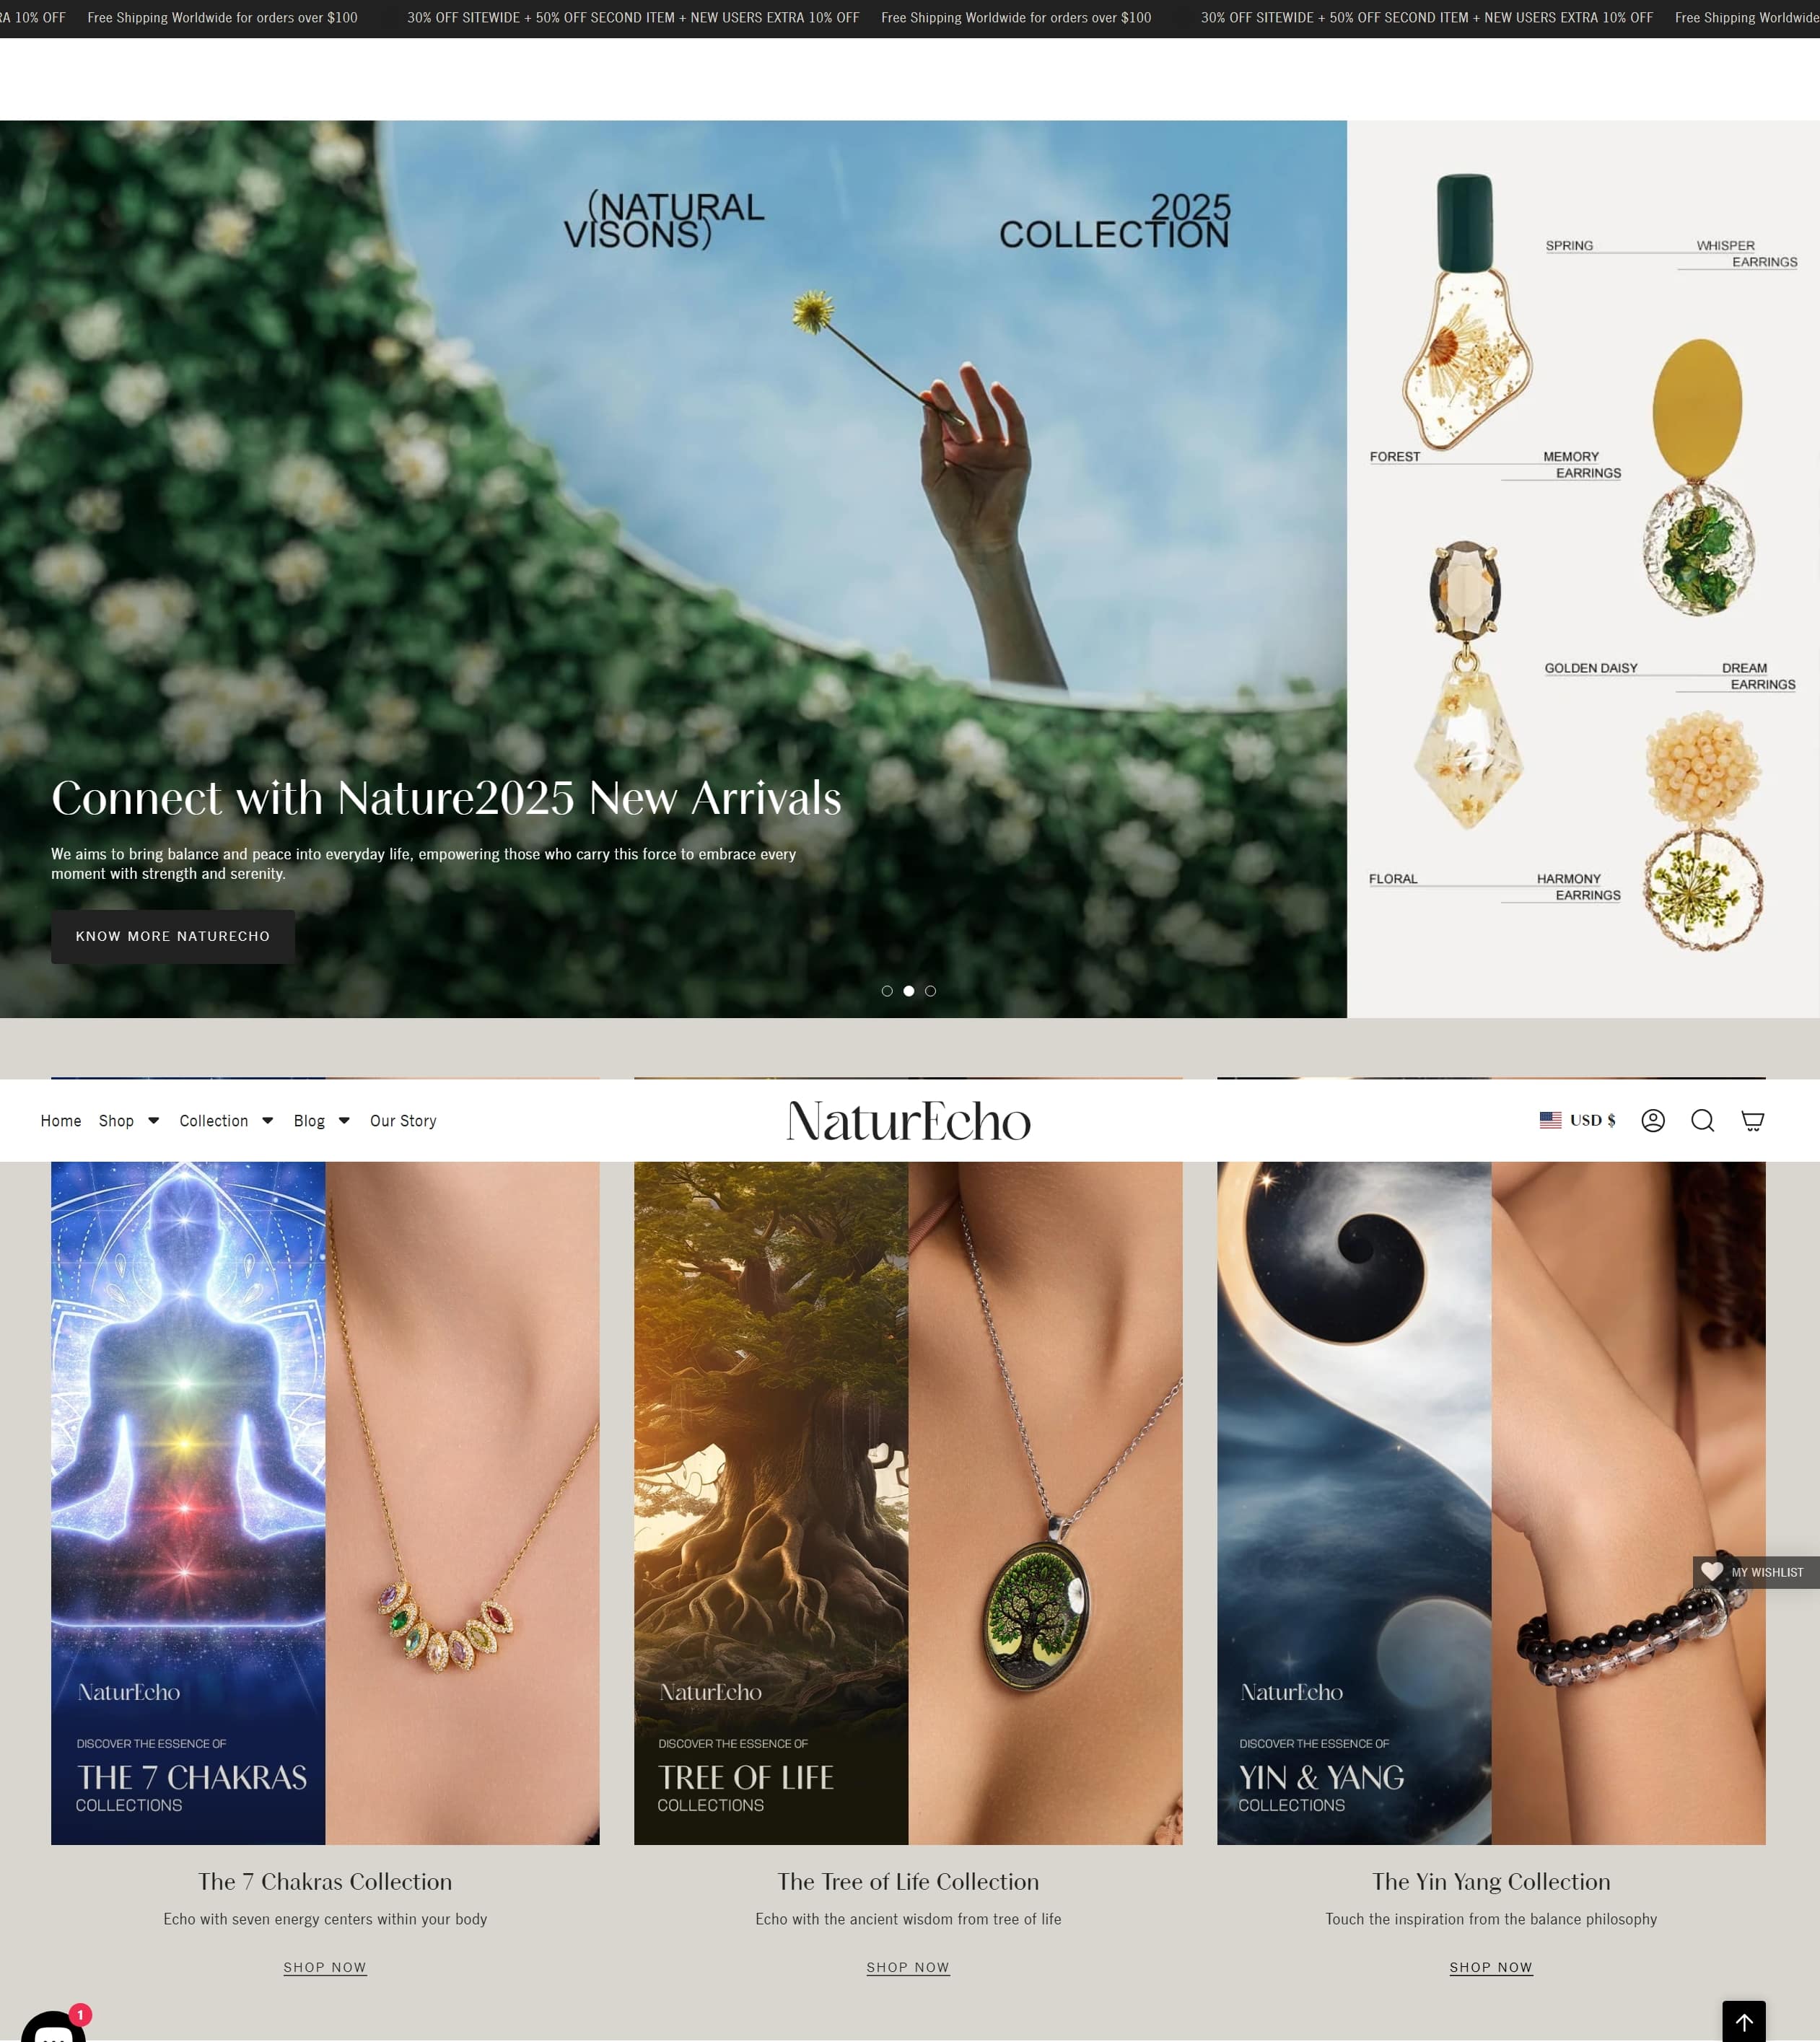 RA 10% OFF Free Shipping Worldwide for orders over $100 30% OFF SITEWIDE + 50% OFF SECOND ITEM + NEW USERS EXTRA 10% OFF Free Shipping Worldwide for orders over $100 30% OFF SITEWIDE + 50% OFF SECOND ITEM + NEW USERS EXTRA 10% OFF Free Shipping Worldwide
(NATURAL
VISONS)
2025
COLLECTION
SPRING WHISPER
EARRINGS
FOREST MEMORY
EARRINGS
GOLDEN DAISY DREAM
EARRINGS
FLORAL HARMONY
EARRINGS
Connect with Nature2025 New Arrivals
We aims to bring balance and peace into everyday life, empowering those who carry this force to embrace every
moment with strength and serenity.
KNOW MORE NATURECHO
Home Shop Collection Blog Our Story
NaturEcho
USD $
NaturEcho
DISCOVER THE ESSENCE OF
THE 7 CHAKRAS
COLLECTIONS
NaturEcho
DISCOVER THE ESSENCE OF
TREE OF LIFE
COLLECTIONS
NaturEcho
DISCOVER THE ESSENCE OF
YIN & YANG
COLLECTIONS
MY WISHLIST
The 7 Chakras Collection
Echo with seven energy centers within your body
SHOP NOW
The Tree of Life Collection
Echo with the ancient wisdom from tree of life
SHOP NOW
The Yin Yang Collection
Touch the inspiration from the balance philosophy
SHOP NOW
1